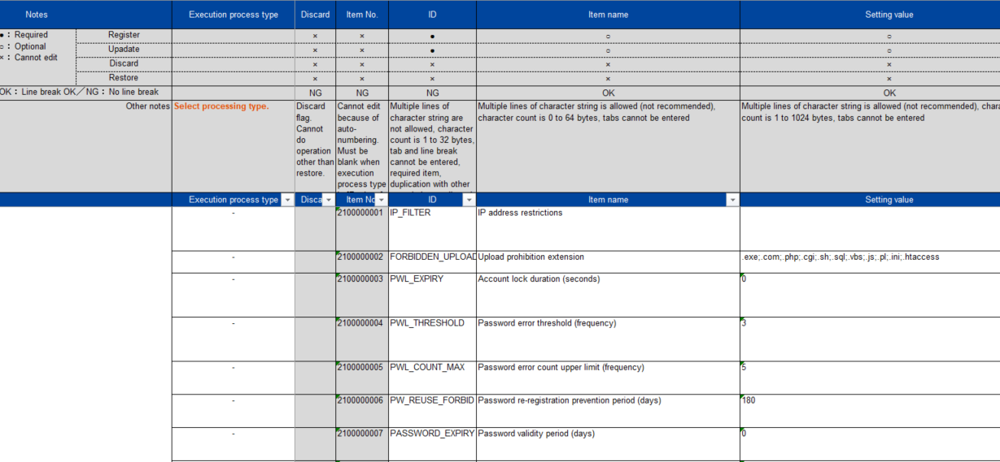 Notes Execution process type Discard Item No. ID Item name Setting value
●： Required Register × × ● ○ ○
○： Optional Upadate × × ● ○ ○
×： Cannot edit Discard × × × × ×
Restore × × × × ×
OK： Line break OK／NG： No line break NG NG NG OK OK
Other notes
Select processing type.
Discard
flag.
Cannot
do
operation
other than
restore.
Cannot edit
because of
auto-
numbering.
Must be
blank when
execution
process type
Multiple lines of
character string are
not allowed, character
count is 1 to 32 bytes,
tab and line break
cannot be entered,
required item,
duplication with other
Multiple lines of character string is allowed (not recommended),
character count is 0 to 64 bytes, tabs cannot be entered
Multiple lines of character string is allowed (not recommended), chara
count is 1 to 1024 bytes, tabs cannot be entered
Execution process type Disca Item No ID Item name Setting value
- 2100000001 IP_FILTER IP address restrictions
- 2100000002 FORBIDDEN_UPLOAD Upload prohibition extension .exe;.com;.php;.cgi;.sh;.sql;.vbs;.js;.pl;.ini;.htaccess
- 2100000003 PWL_EXPIRY Account lock duration (seconds) 0
- 2100000004 PWL_THRESHOLD Password error threshold (frequency) 3
- 2100000005 PWL_COUNT_MAX Password error count upper limit (frequency) 5
- 2100000006 PW_REUSE_FORBID Password re-registration prevention period (days) 180
- 2100000007 PASSWORD_EXPIRY Password validity period (days) 0